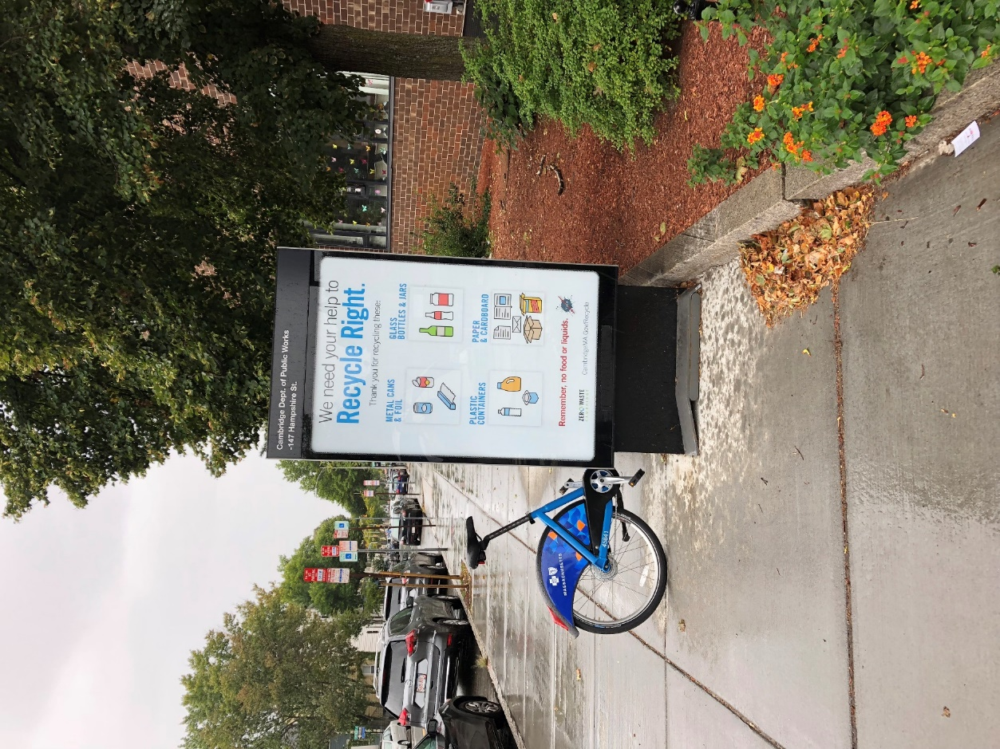 Cambridge Dept. of Public Works
-147 Hampshire St.
We need your help to
Recycle Right.
Thank you for recycling these:
METAL CANS
& FOIL
GLASS
BOTTLES & JARS
PLASTIC
CONTAINERS
PAPER
& CARDBOARD
Remember, no food or liquids.
ZERO WASTE
CambridgeMA.Gov/Recycle
MASSACHUSETTS